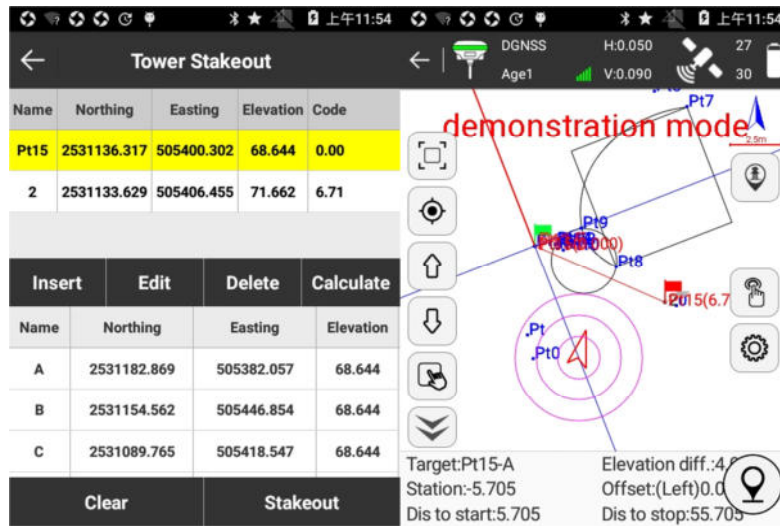 上午11:54
Tower Stakeout
Name Northing Easting Elevation Code
Pt15 2531136.317 505400.302 68.644 0.00
2 2531133.629 505406.455 71.662 6.71
Insert Edit Delete Calculate
Name Northing Easting Elevation
A 2531182.869 505382.057 68.644
B 2531154.562 505446.854 68.644
C 2531089.765 505418.547 68.644
Clear Stakeout
上午11:54
DGNSS H:0.050 27
Age1 V:0.090 30
Pt7
demonstration mode
2.5m
Pt9
Pt8
Pt15(6.7
Pt
Pt0
Target:Pt15-A Elevation diff.:4.
Station:-5.705 Offset:(Left)0.0
Dis to start:5.705 Dis to stop:55.705